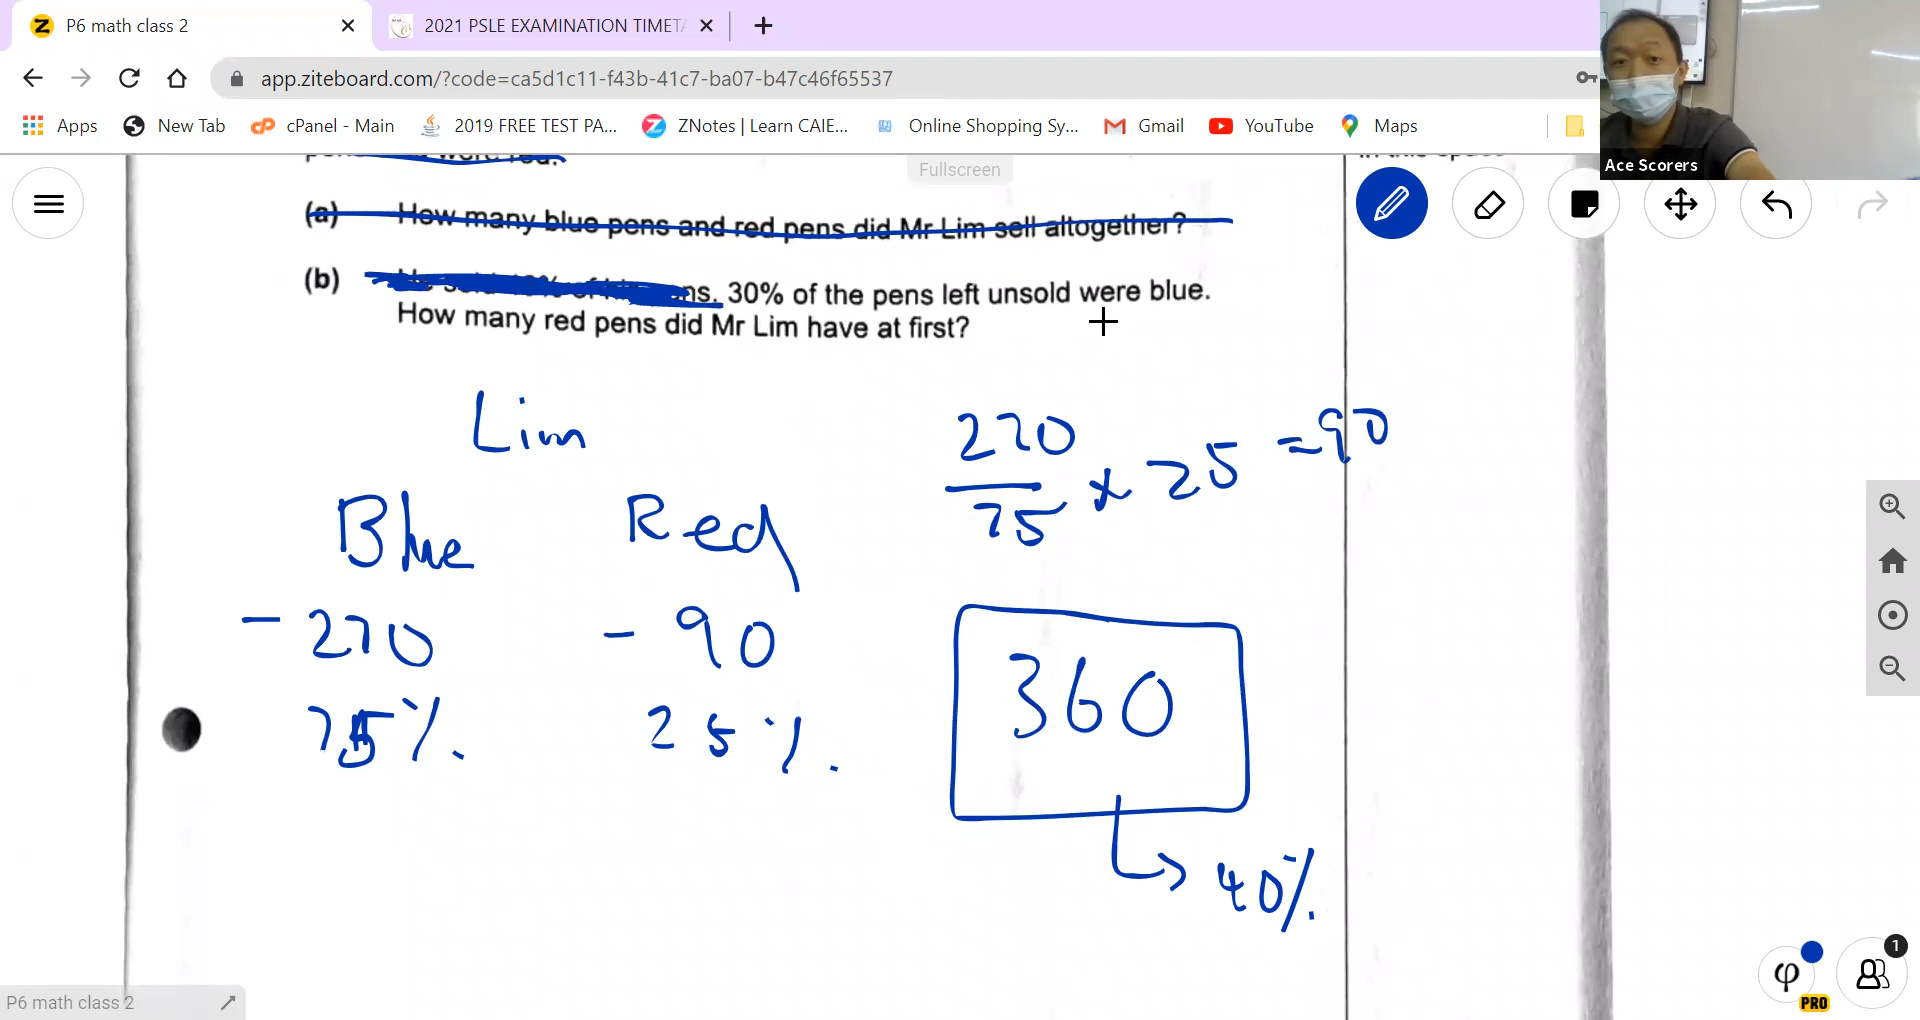 P6 math class 2
2021 PSLE EXAMINATION TIMETA
app.ziteboard.com/?code=ca5d1c11-f43b-41c7-ba07-b47c46f65537
Apps New Tab cPanel - Main 2019 FREE TEST PA... ZNotes | Learn CAIE... Online Shopping Sy... Gmail YouTube Maps
Ace Scorers
Fullscreen
were red.
(a) How many blue pens and red pens did Mr Lim sell altogether?
(b) ns. 30% of the pens left unsold were blue.
How many red pens did Mr Lim have at first?
Lim
Blue Red
- 270 - 90
75%. 25%.
270
75 × 25 = 90
360
40%.
P6 math class 2
φ PRO
1